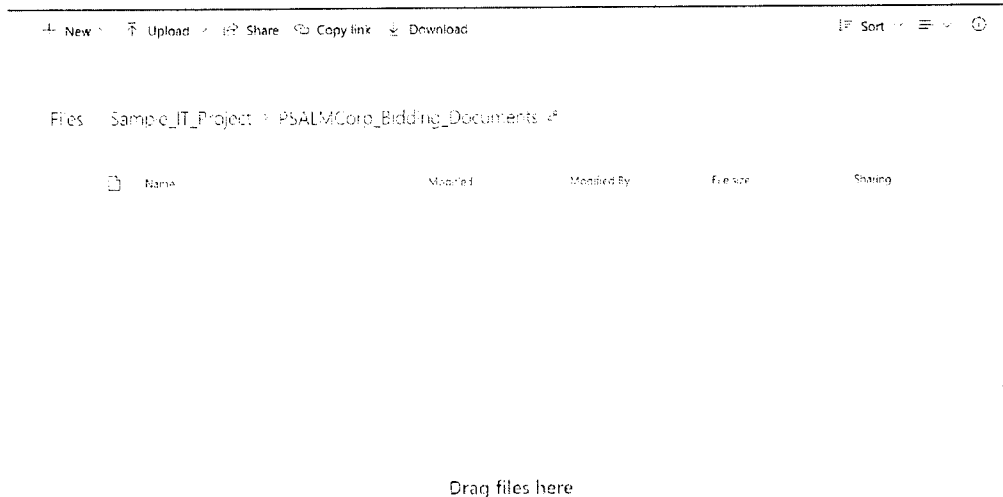 + New Upload Share Copy link Download Sort
Files Sample_IT_Project > PSALMCorp_Bidding_Documents
Name Modified Modified By File size Sharing
Drag files here